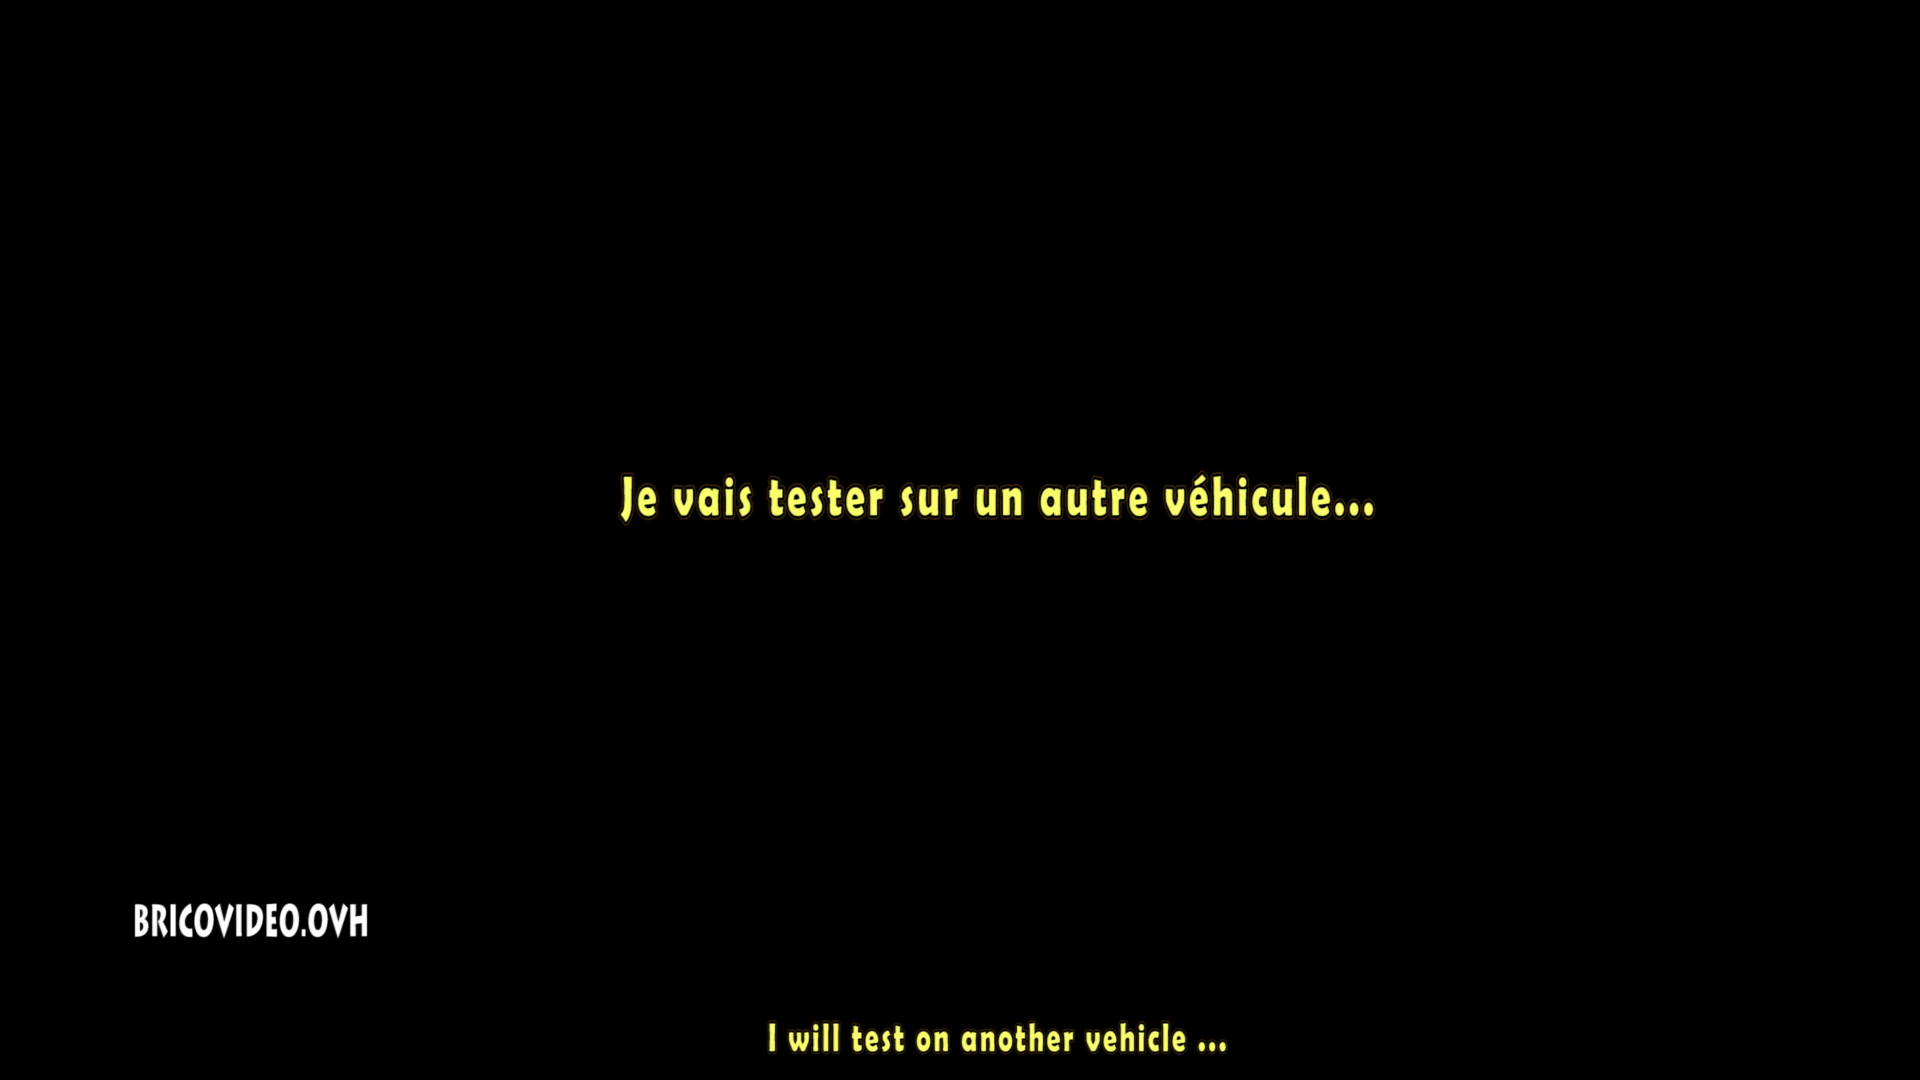 Je vais tester sur un autre véhicule...
BRICOVIDEO.OVH
I will test on another vehicle ...